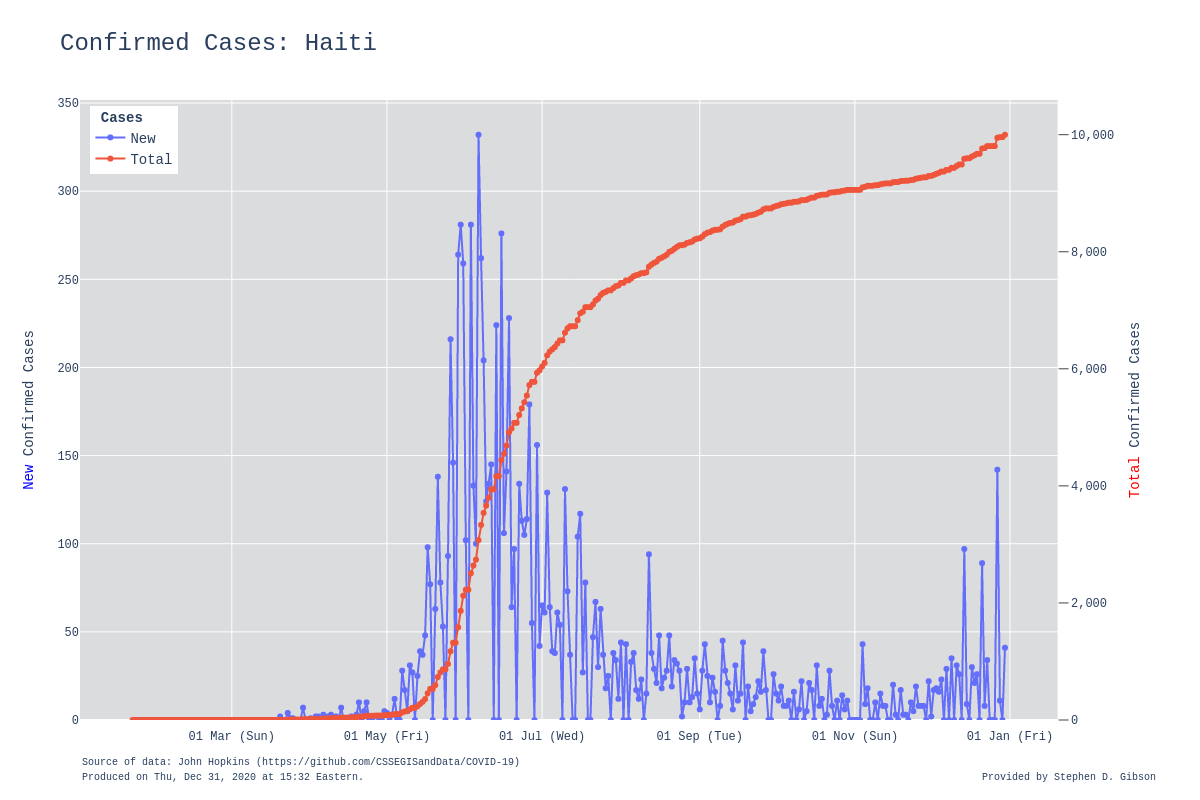 Confirmed Cases: Haiti
Cases
New
Total
350
300
250
200
150
100
50
0
10,000
8,000
6,000
4,000
2,000
0
New Confirmed Cases
Total Confirmed Cases
01 Mar (Sun) 01 May (Fri) 01 Jul (Wed) 01 Sep (Tue) 01 Nov (Sun) 01 Jan (Fri)
Source of data: John Hopkins (https://github.com/CSSEGISandData/COVID-19)
Produced on Thu, Dec 31, 2020 at 15:32 Eastern.
Provided by Stephen D. Gibson